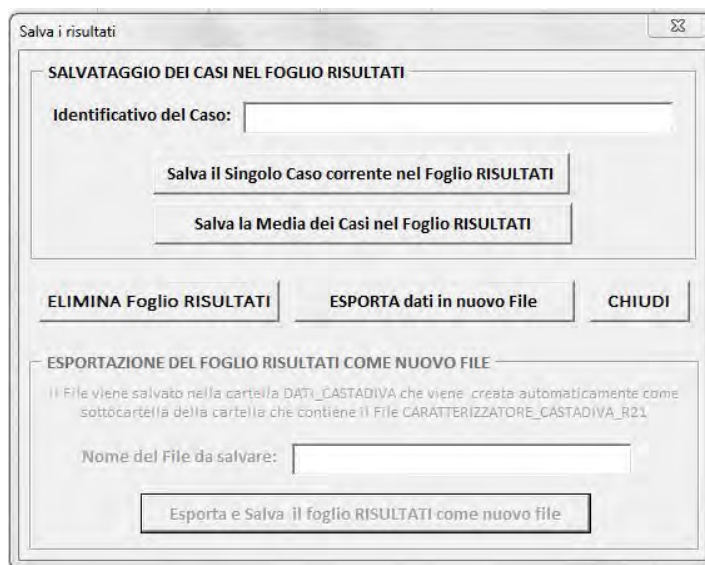 Salva i risultati
SALVATAGGIO DEI CASI NEL FOGLIO RISULTATI
Identificativo del Caso:
Salva il Singolo Caso corrente nel Foglio RISULTATI
Salva la Media dei Casi nel Foglio RISULTATI
ELIMINA Foglio RISULTATI ESPORTA dati in nuovo File CHIUDI
ESPORTAZIONE DEL FOGLIO RISULTATI COME NUOVO FILE
Il File viene salvato nella cartella DATI_CASTADIVA che viene creata automaticamente come
sottocartella della cartella che contiene il File CARATTERIZZATORE_CASTADIVA_R21
Nome del File da salvare:
Esporta e Salva il foglio RISULTATI come nuovo file